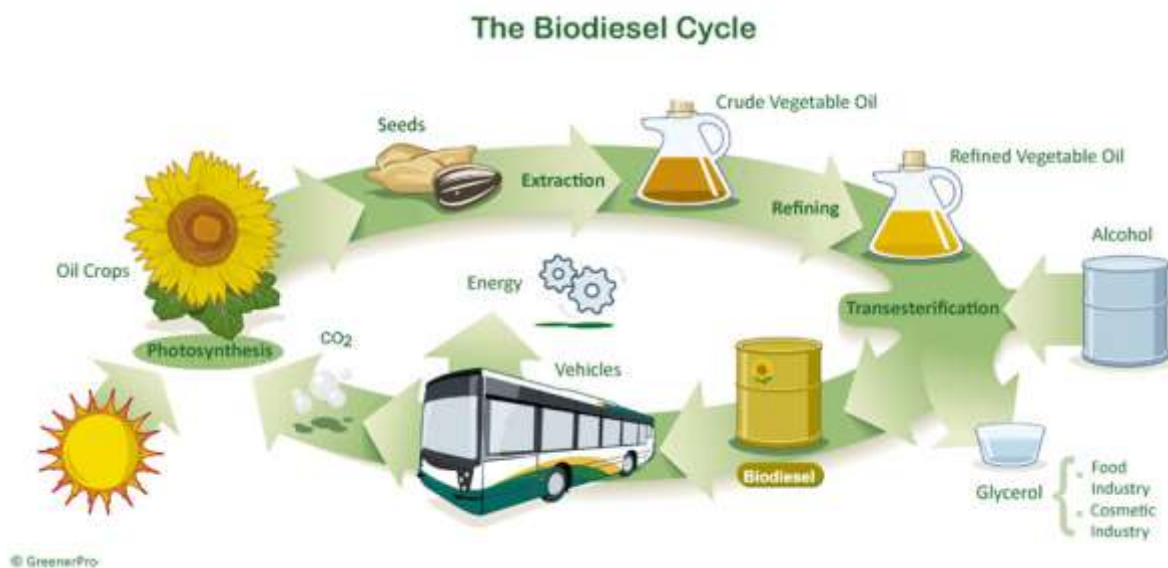 The Biodiesel Cycle
Crude Vegetable Oil
Seeds
Refined Vegetable Oil
Extraction
Refining
Alcohol
Oil Crops
Energy
Transesterification
Photosynthesis
CO2
Vehicles
Biodiesel
Glycerol
• Food
Industry
• Cosmetic
Industry
© GreenerPro